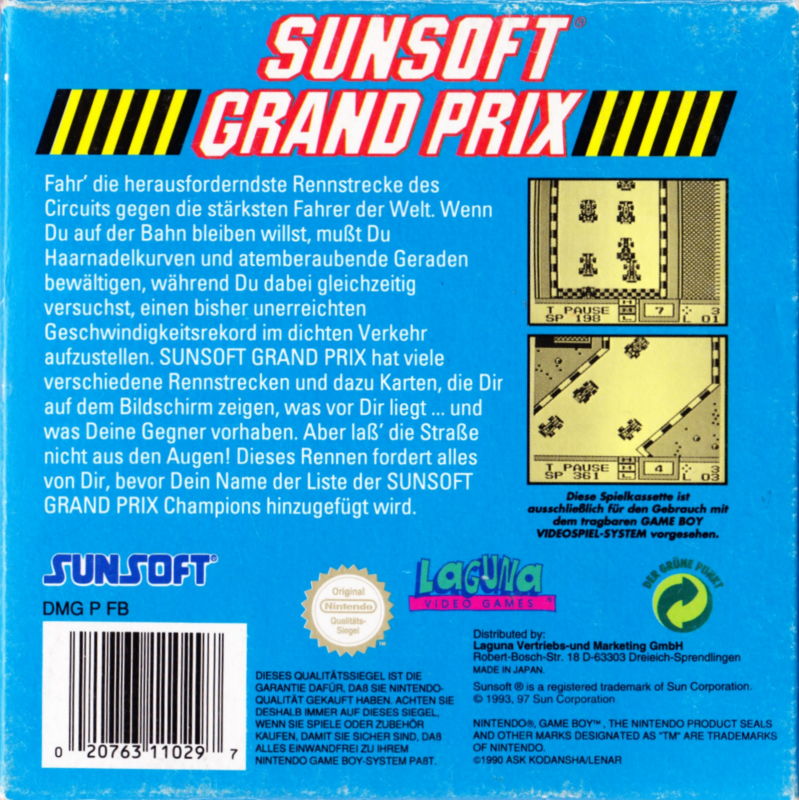 SUNSOFT®
GRAND PRIX
Fahr' die herausforderndste Rennstrecke des
Circuits gegen die stärksten Fahrer der Welt. Wenn
Du auf der Bahn bleiben willst, mußt Du
Haarnadelkurven und atemberaubende Geraden
bewältigen, während Du dabei gleichzeitig
versuchst, einen bisher unerreichten
Geschwindigkeitsrekord im dichten Verkehr
aufzustellen. SUNSOFT GRAND PRIX hat viele
verschiedene Rennstrecken und dazu Karten, die Dir
auf dem Bildschirm zeigen, was vor Dir liegt ... und
was Deine Gegner vorhaben. Aber laß' die Straße
nicht aus den Augen! Dieses Rennen fordert alles
von Dir, bevor Dein Name der Liste der SUNSOFT
GRAND PRIX Champions hinzugefügt wird.
T PAUSE 7 3
SP 198 L 01
T PAUSE 4 3
SP 361 L 03
Diese Spielkassette ist
ausschließlich für den Gebrauch mit
dem tragbaren GAME BOY
VIDEOSPIEL-SYSTEM vorgesehen.
SUNSOFT®
DMG P FB
0 20763 11029 7
Original
Nintendo
Qualitäts-
Siegel
TM
DIESES QUALITÄTSSIEGEL IST DIE
GARANTIE DAFÜR, DAß SIE NINTENDO-
QUALITÄT GEKAUFT HABEN. ACHTEN SIE
DESHALB IMMER AUF DIESES SIEGEL,
WENN SIE SPIELE ODER ZUBEHÖR
KAUFEN, DAMIT SIE SICHER SIND, DAß
ALLES EINWANDFREI ZU IHREM
NINTENDO GAME BOY-SYSTEM PAßT.
LAGUNA
VIDEO GAMES ®
DER GRÜNE PUNKT
Distributed by:
Laguna Vertriebs-und Marketing GmbH
Robert-Bosch-Str. 18 D-63303 Dreieich-Sprendlingen
MADE IN JAPAN.
Sunsoft ® is a registered trademark of Sun Corporation.
© 1993, 97 Sun Corporation
NINTENDO®, GAME BOY™, THE NINTENDO PRODUCT SEALS
AND OTHER MARKS DESIGNATED AS "TM" ARE TRADEMARKS
OF NINTENDO.
©1990 ASK KODANSHA/LENAR